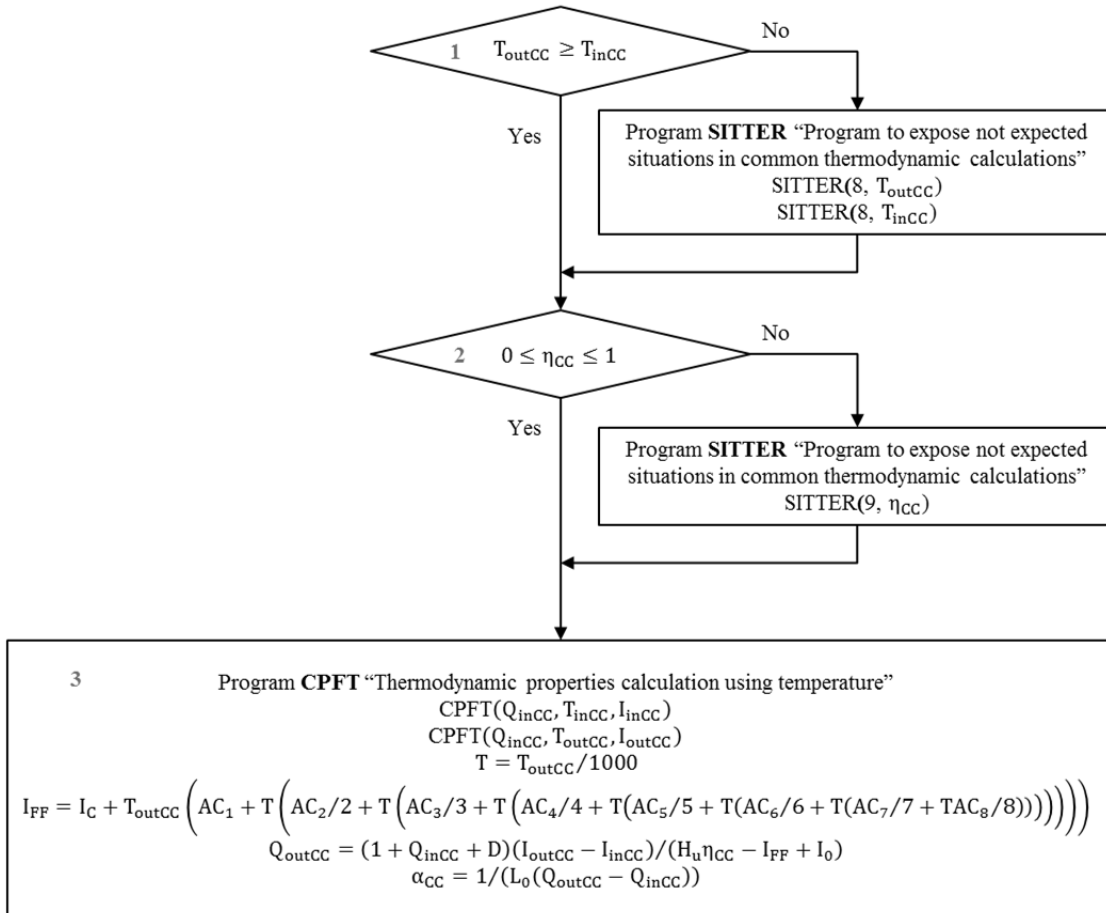 1 T_outCC ≥ T_inCC
No
Yes
Program SITTER “Program to expose not expected
situations in common thermodynamic calculations”
SITTER(8, T_outCC)
SITTER(8, T_inCC)
2 0 ≤ η_CC ≤ 1
No
Yes
Program SITTER “Program to expose not expected
situations in common thermodynamic calculations”
SITTER(9, η_CC)
3 Program CPFT “Thermodynamic properties calculation using temperature”
CPFT(Q_inCC, T_inCC, I_inCC)
CPFT(Q_inCC, T_outCC, I_outCC)
T = T_outCC/1000
I_FF = I_C + T_outCC(AC_1 + T(AC_2/2 + T(AC_3/3 + T(AC_4/4 + T(AC_5/5 + T(AC_6/6 + T(AC_7/7 + TAC_8/8)))))))
Q_outCC = (1 + Q_inCC + D)(I_outCC − I_inCC)/(H_uη_CC − I_FF + I_0)
α_CC = 1/(L_0(Q_outCC − Q_inCC))